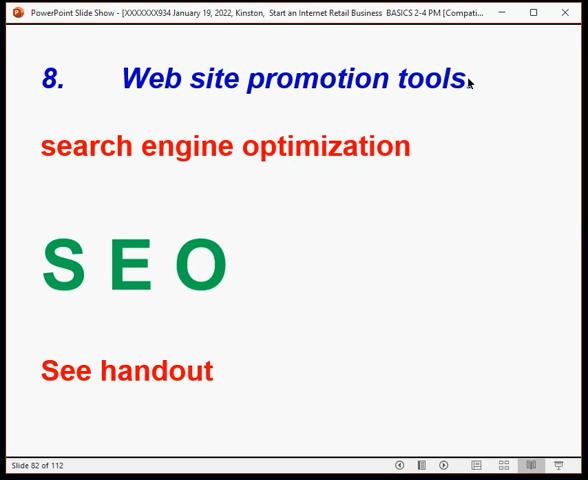 PowerPoint Slide Show - [XXXXXXX934 January 19, 2022, Kinston, Start an Internet Retail Business BASICS 2-4 PM [Compati...
8. Web site promotion tools.
search engine optimization
S E O
See handout
Slide 82 of 112